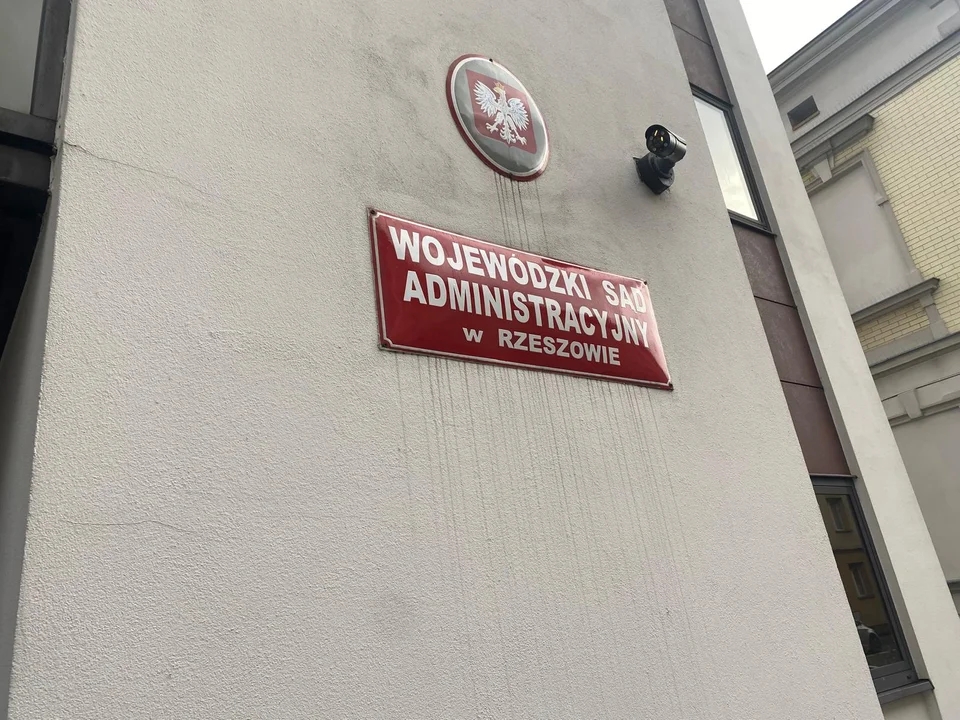 WOJEWÓDZKI SĄD
ADMINISTRACYJNY
w RZESZOWIE